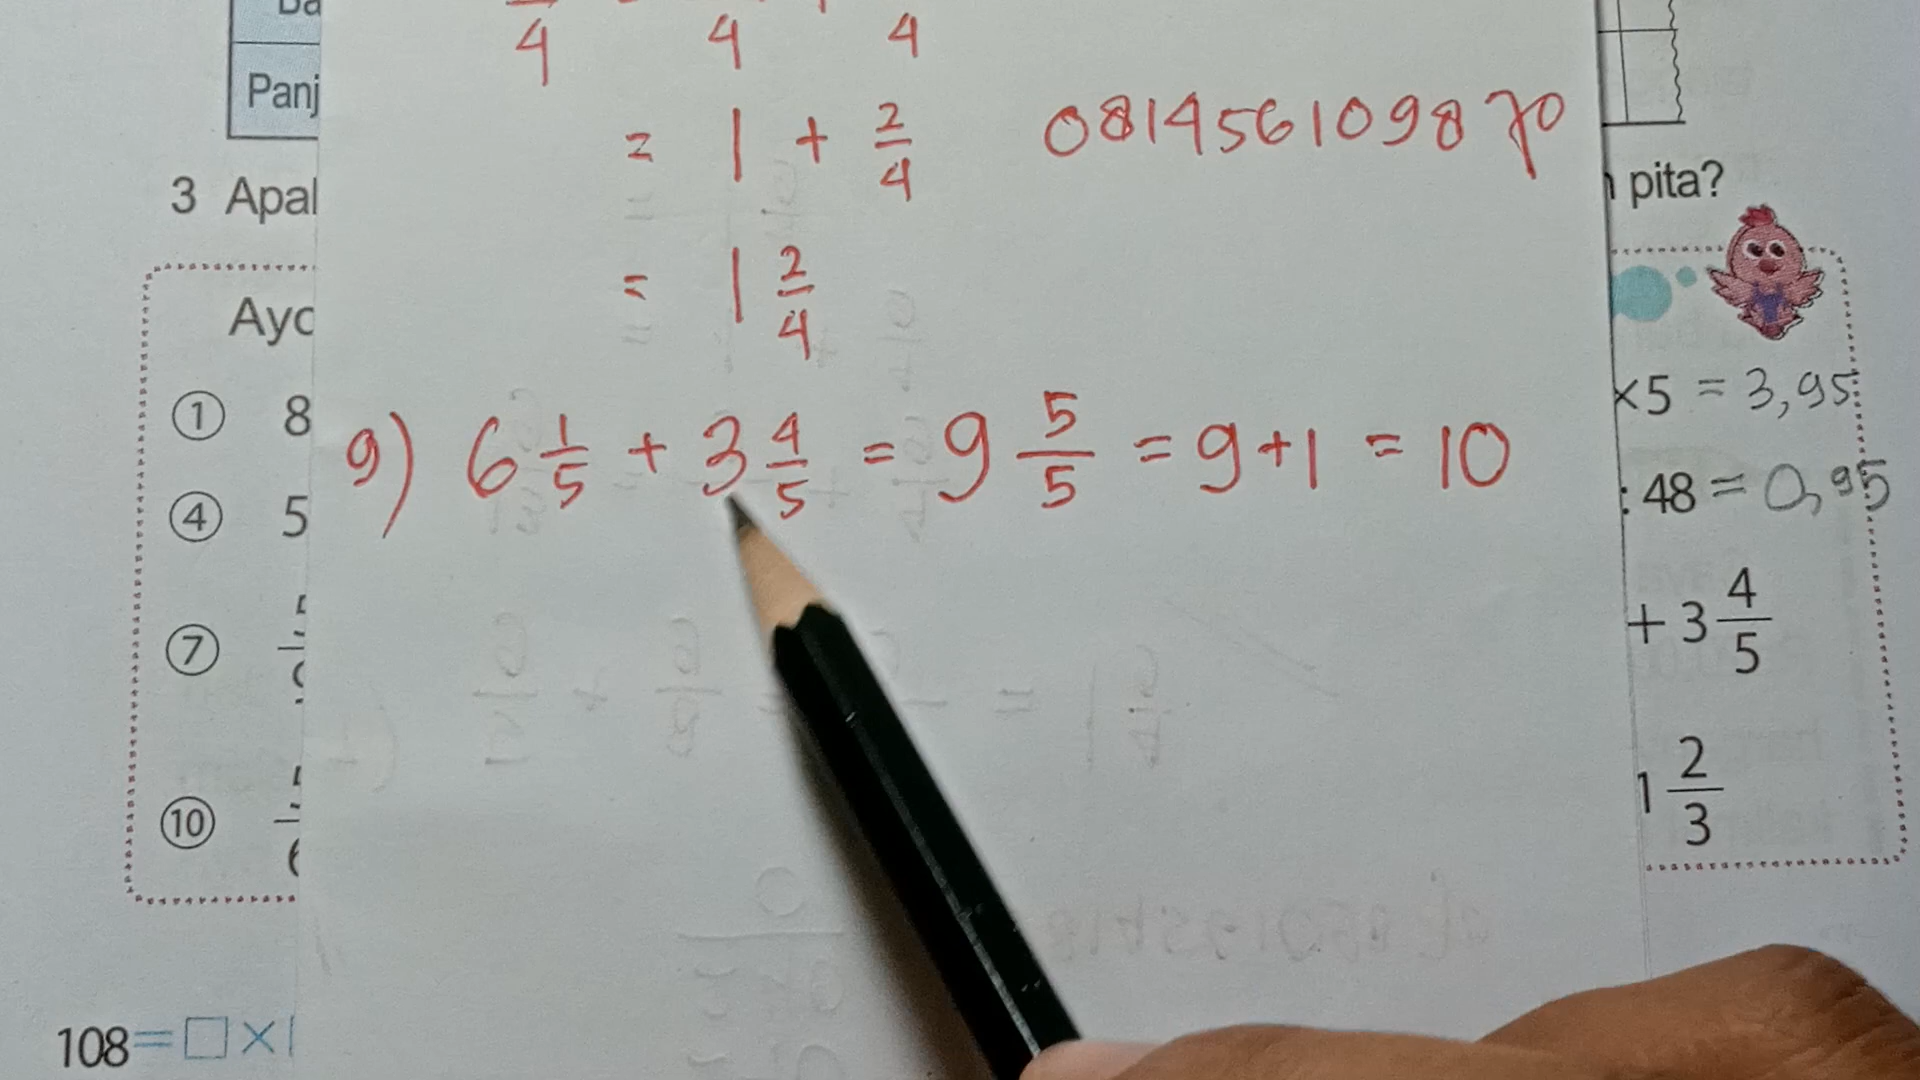 Panj
4 4 4
= 1 + 2/4 081456109870
3 Apal
pita?
= 1 2/4
Ayo
① 8
×5 = 3,95
9) 6 1/5 + 3 4/5 = 9 5/5 = 9+1 = 10
④ 5
: 48 = 0,95
⑦
+ 3 4/5
⑩
1 2/3
108=□×